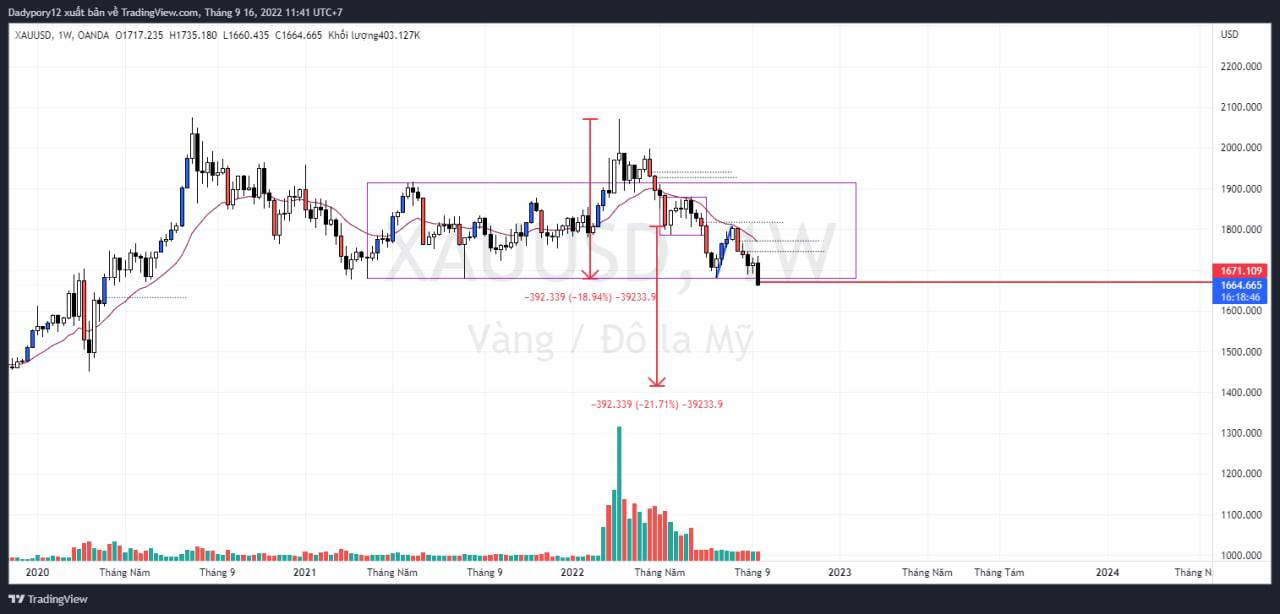 Dadypory12 xuất bản về TradingView.com, Tháng 9 16, 2022 11:41 UTC+7
XAUUSD, 1W, OANDA O1717.235 H1735.180 L1660.435 C1664.665 Khối lượng403.127K
USD
2200.000
2100.000
2000.000
1900.000
1800.000
XAUUSD, 1W
1671.109
1664.665
16:18:46
−392.339 (−18.94%) −39233.9
1600.000
Vàng / Đô la Mỹ
1500.000
1400.000
−392.339 (−21.71%) −39233.9
1300.000
1200.000
1100.000
1000.000
2020 Tháng Năm Tháng 9 2021 Tháng Năm Tháng 9 2022 Tháng Năm Tháng 9 2023 Tháng Năm Tháng Tám 2024 Tháng N
TradingView